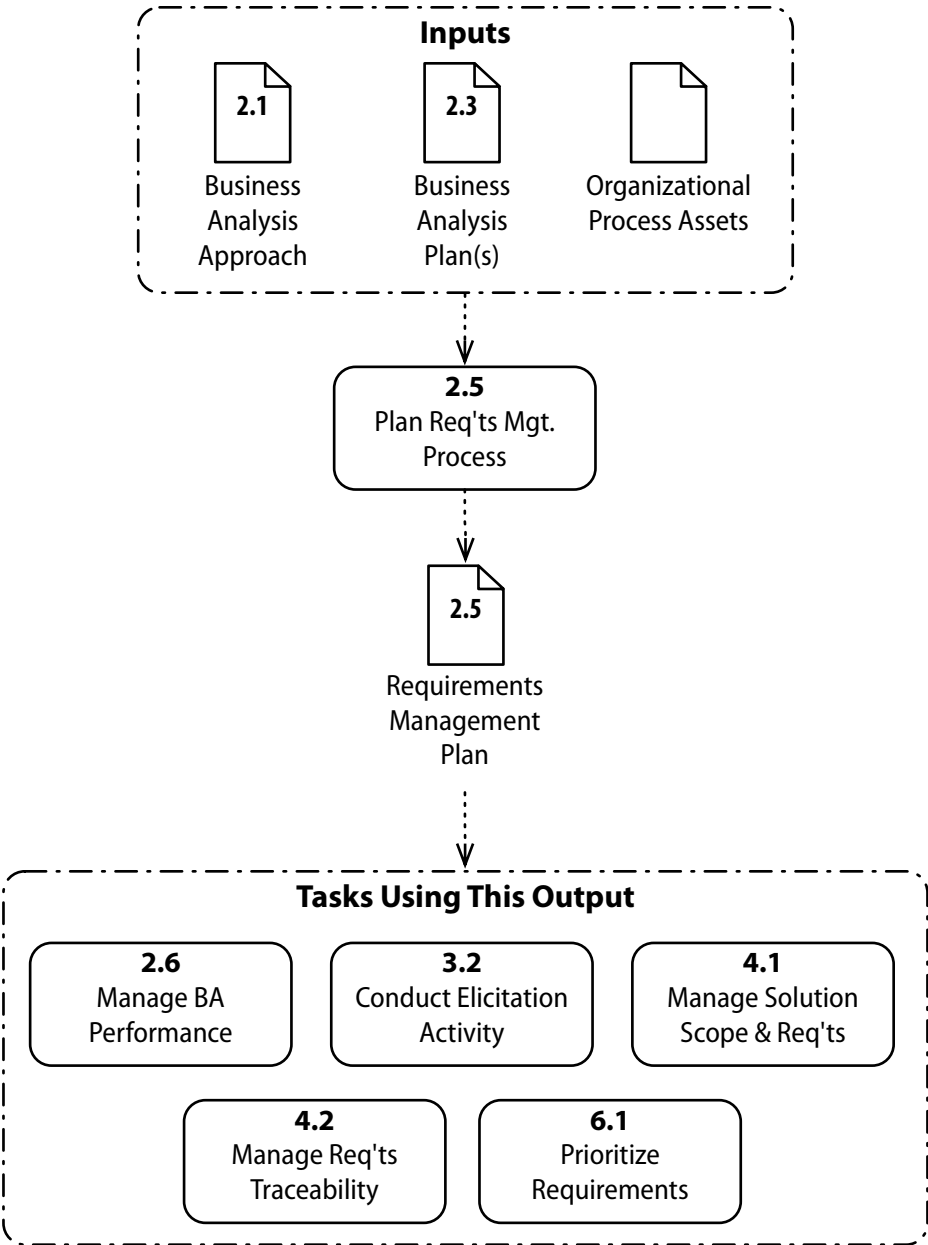 Inputs
2.1
Business
Analysis
Approach
2.3
Business
Analysis
Plan(s)
Organizational
Process Assets
2.5
Plan Req'ts Mgt.
Process
2.5
Requirements
Management
Plan
Tasks Using This Output
2.6
Manage BA
Performance
3.2
Conduct Elicitation
Activity
4.1
Manage Solution
Scope & Req'ts
4.2
Manage Req'ts
Traceability
6.1
Prioritize
Requirements